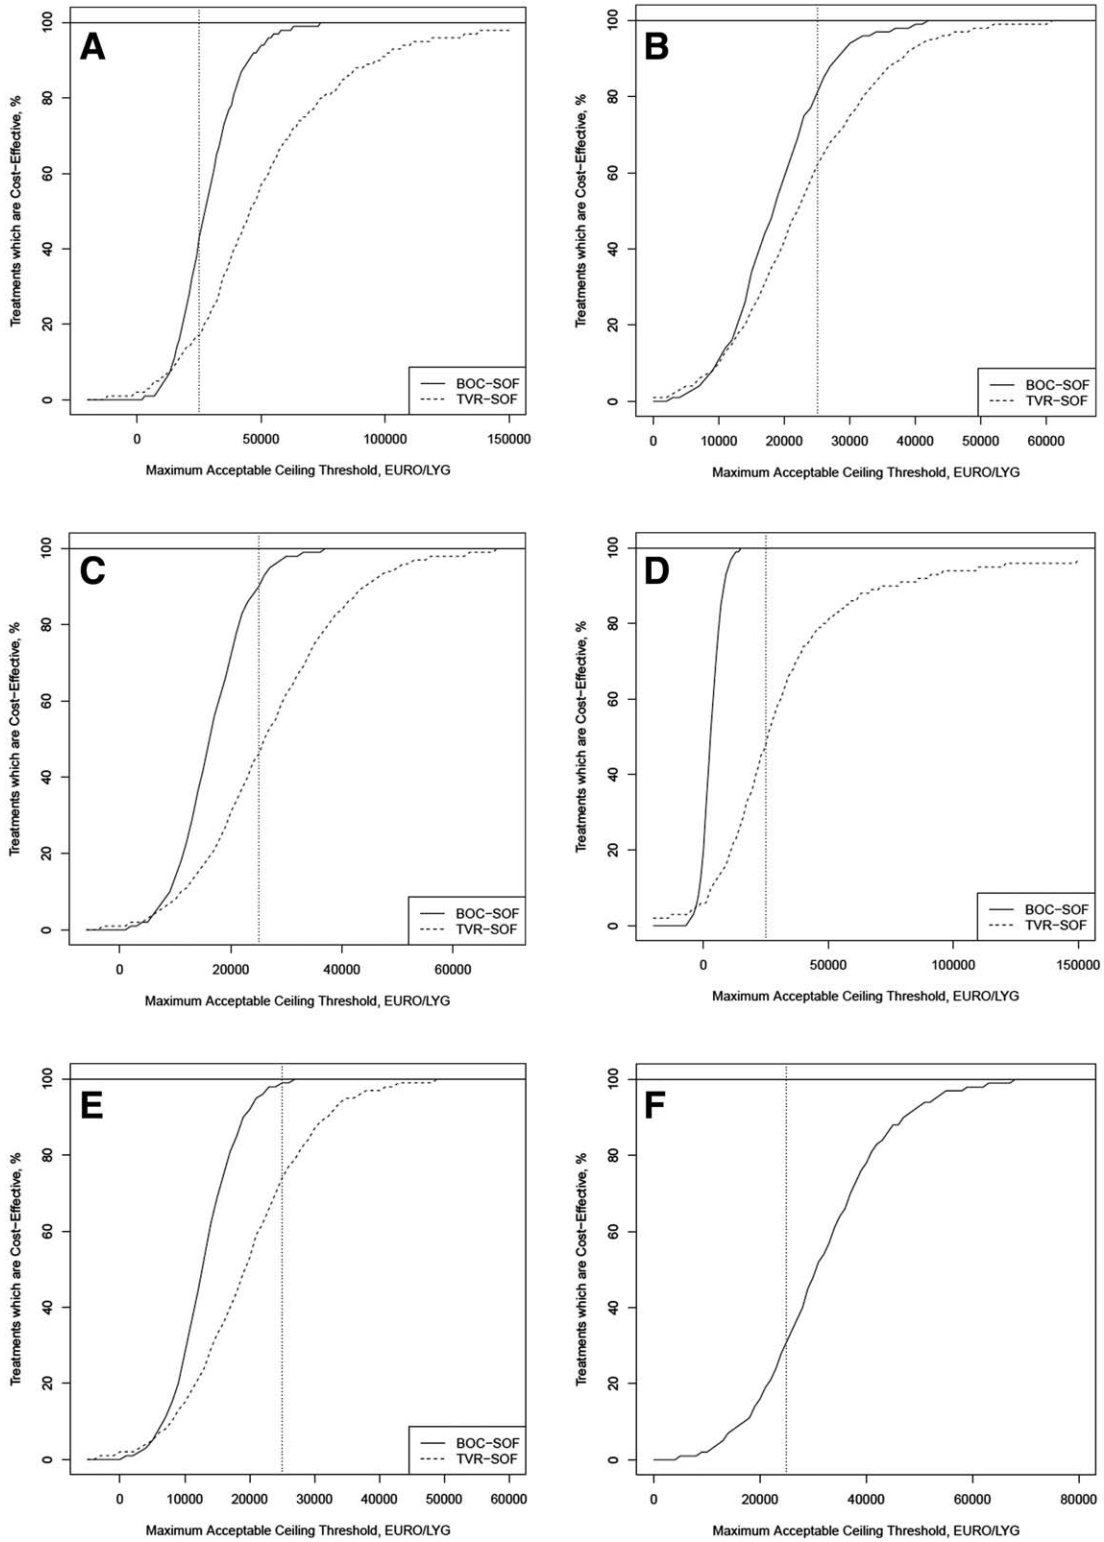 A
Treatments which are Cost−Effective, %
100
80
60
40
20
0
BOC−SOF
TVR−SOF
0 50000 100000 150000
Maximum Acceptable Ceiling Threshold, EURO/LYG
B
Treatments which are Cost−Effective, %
100
80
60
40
20
0
BOC−SOF
TVR−SOF
0 10000 20000 30000 40000 50000 60000
Maximum Acceptable Ceiling Threshold, EURO/LYG
C
Treatments which are Cost−Effective, %
100
80
60
40
20
0
BOC−SOF
TVR−SOF
0 20000 40000 60000
Maximum Acceptable Ceiling Threshold, EURO/LYG
D
Treatments which are Cost−Effective, %
100
80
60
40
20
0
BOC−SOF
TVR−SOF
0 50000 100000 150000
Maximum Acceptable Ceiling Threshold, EURO/LYG
E
Treatments which are Cost−Effective, %
100
80
60
40
20
0
BOC−SOF
TVR−SOF
0 10000 20000 30000 40000 50000 60000
Maximum Acceptable Ceiling Threshold, EURO/LYG
F
Treatments which are Cost−Effective, %
100
80
60
40
20
0
0 20000 40000 60000 80000
Maximum Acceptable Ceiling Threshold, EURO/LYG